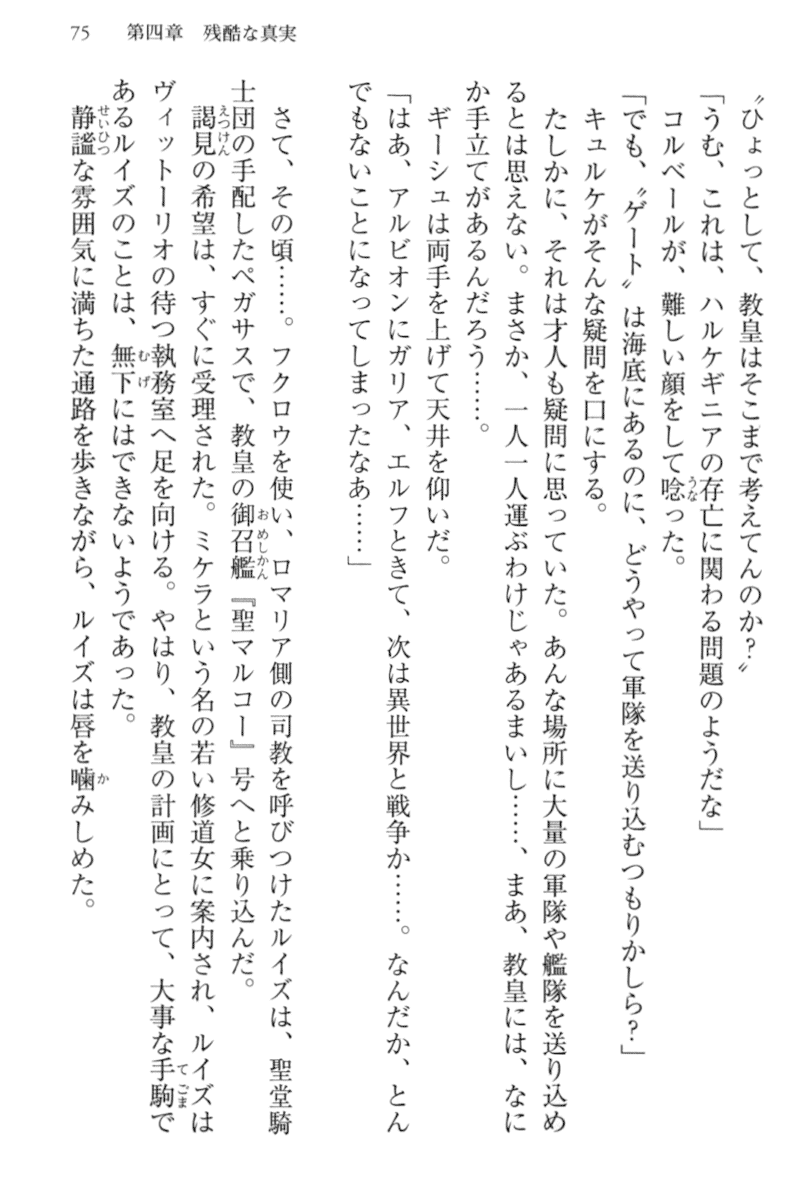 75　第四章　残酷な真実
〝ひょっとして、教皇はそこまで考えてんのか？〟
「うむ、これは、ハルケギニアの存亡に関わる問題のようだな」
コルベールが、難しい顔をして唸った。
「でも、〝ゲート〟は海底にあるのに、どうやって軍隊を送り込むつもりかしら？」
キュルケがそんな疑問を口にする。
たしかに、それは才人も疑問に思っていた。あんな場所に大量の軍隊や艦隊を送り込め
るとは思えない。まさか、一人一人運ぶわけじゃあるまいし……、まあ、教皇には、なに
か手立てがあるんだろう……。
ギーシュは両手を上げて天井を仰いだ。
「はあ、アルビオンにガリア、エルフときて、次は異世界と戦争か……。なんだか、とん
でもないことになってしまったなあ……」
さて、その頃……。フクロウを使い、ロマリア側の司教を呼びつけたルイズは、聖堂騎
士団の手配したペガサスで、教皇の御召艦『聖マルコー』号へと乗り込んだ。
謁見の希望は、すぐに受理された。ミケラという名の若い修道女に案内され、ルイズは
ヴィットーリオの待つ執務室へ足を向ける。やはり、教皇の計画にとって、大事な手駒で
あるルイズのことは、無下にはできないようであった。
静謐な雰囲気に満ちた通路を歩きながら、ルイズは唇を噛みしめた。